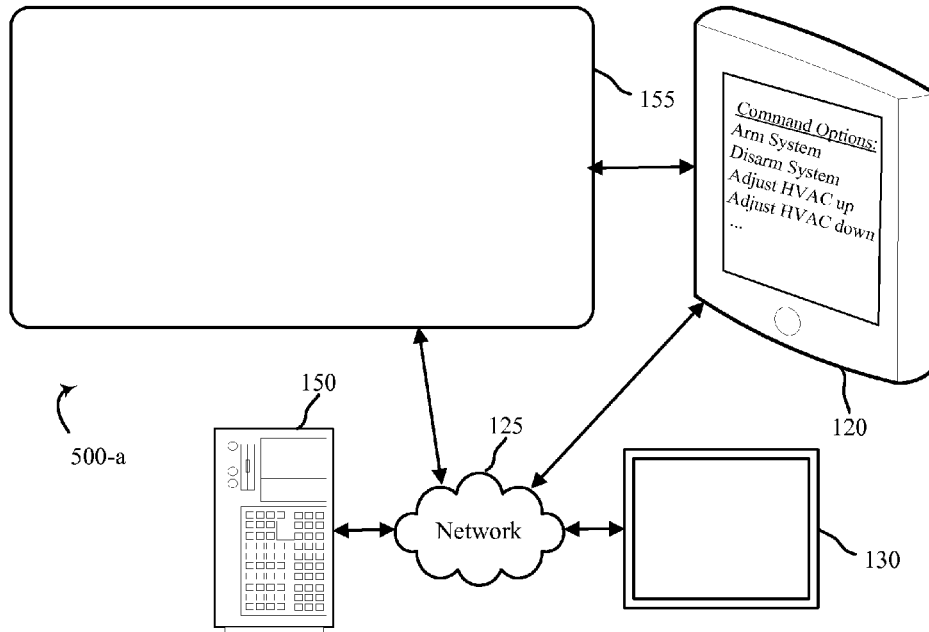 155
Command Options:
Arm System
Disarm System
Adjust HVAC up
Adjust HVAC down
...
150
125
120
500-a
Network
130